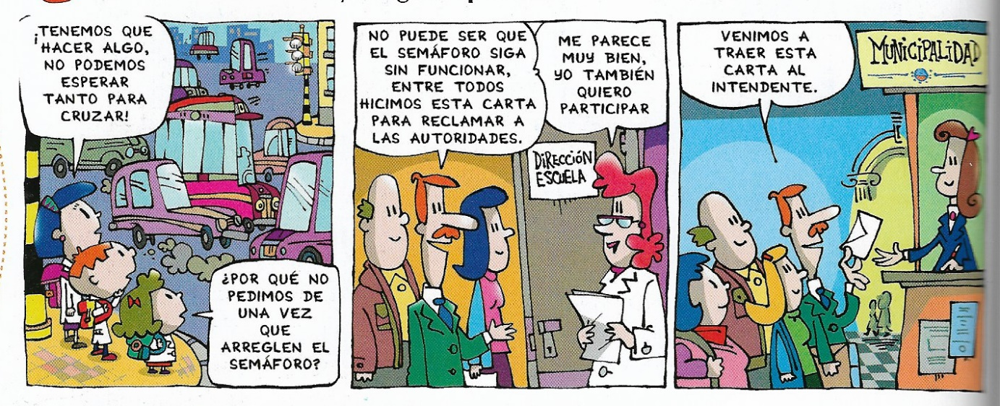 ¡TENEMOS QUE
HACER ALGO,
NO PODEMOS
ESPERAR
TANTO PARA
CRUZAR!
¿POR QUÉ NO
PEDIMOS DE
UNA VEZ
QUE
ARREGLEN EL
SEMÁFORO?
NO PUEDE SER QUE
EL SEMÁFORO SIGA
SIN FUNCIONAR,
ENTRE TODOS
HICIMOS ESTA CARTA
PARA RECLAMAR A
LAS AUTORIDADES.
ME PARECE
MUY BIEN,
YO TAMBIÉN
QUIERO
PARTICIPAR
DIRECCIÓN
ESCUELA
VENIMOS A
TRAER ESTA
CARTA AL
INTENDENTE.
MUNICIPALIDAD